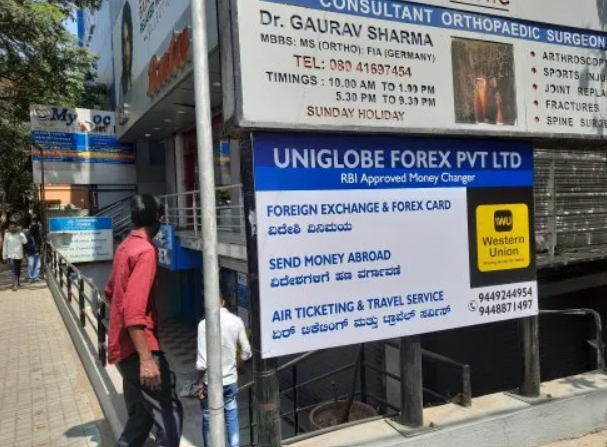 CONSULTANT ORTHOPAEDIC SURGEON
Dr. GAURAV SHARMA
MBBS: MS (ORTHO): FIA (GERMANY)
TEL: 080 41697454
TIMINGS : 10.00 AM TO 1.00 PM
5.30 PM TO 9.30 PM
SUNDAY HOLIDAY
ARTHROSCOP
SPORTS INJU
JOINT REPLA
FRACTURES
SPINE SURGE
UNIGLOBE FOREX PVT LTD
RBI Approved Money Changer
FOREIGN EXCHANGE & FOREX CARD
ವಿದೇಶಿ ವಿನಿಮಯ
SEND MONEY ABROAD
ವಿದೇಶಗಳಿಗೆ ಹಣ ವರ್ಗಾವಣೆ
AIR TICKETING & TRAVEL SERVICE
ಏರ್ ಟಿಕೆಟಿಂಗ್ ಮತ್ತು ಟ್ರಾವೆಲ್ ಸರ್ವಿಸ್
WU
Western
Union
9449244954
9448871497